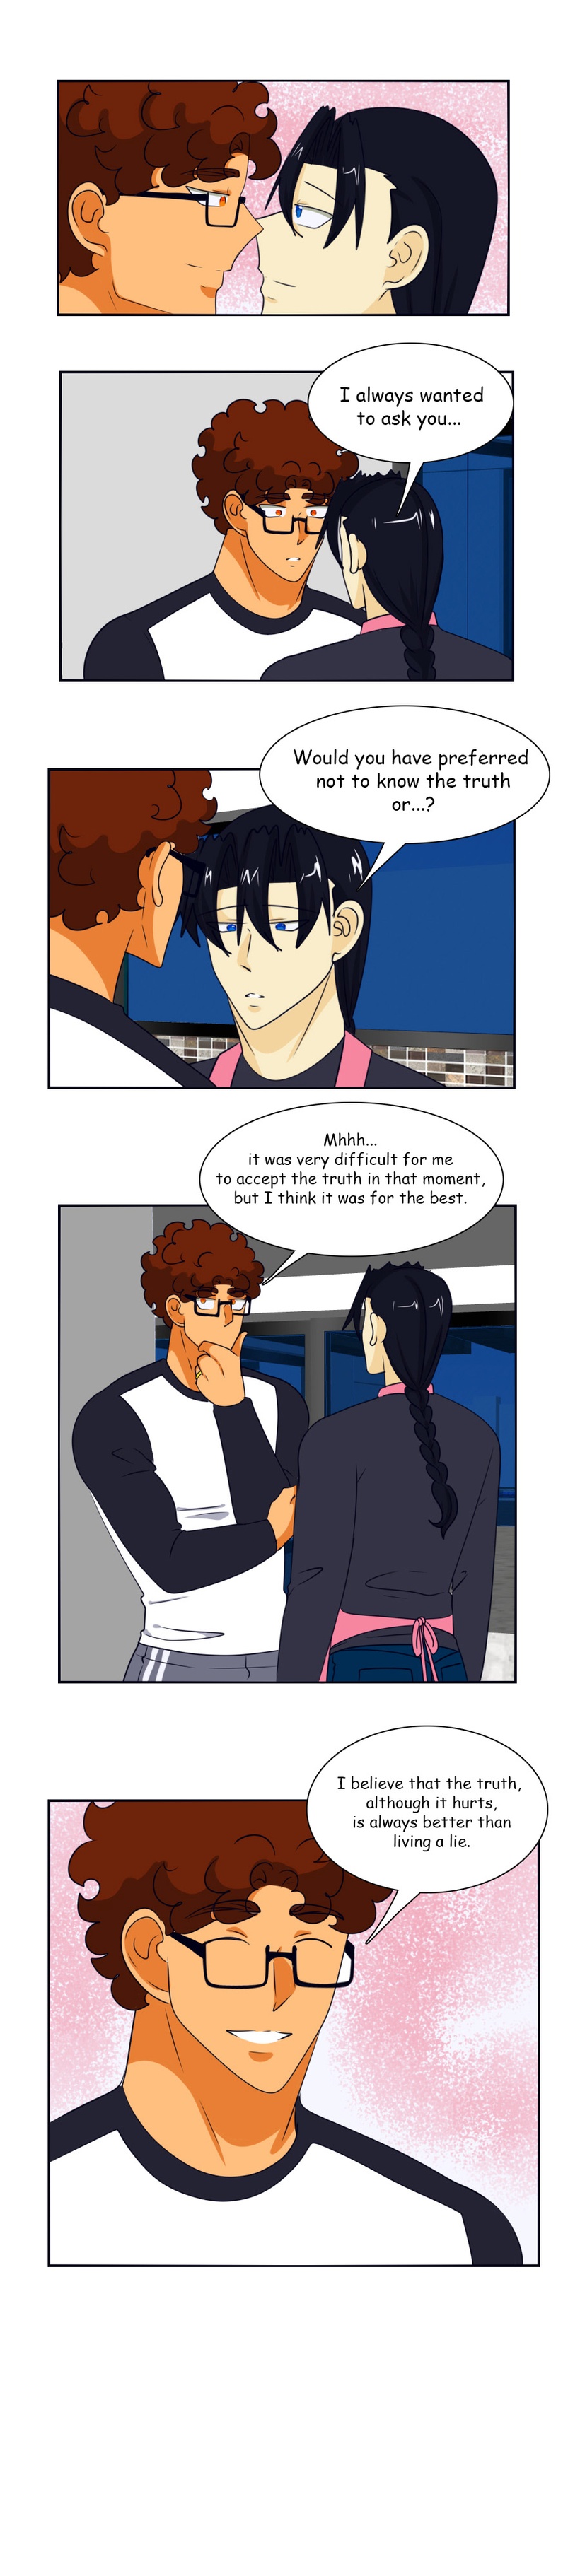 I always wanted
to ask you...
Would you have preferred
not to know the truth
or...?
Mhhh...
it was very difficult for me
to accept the truth in that moment,
but I think it was for the best.
I believe that the truth,
although it hurts,
is always better than
living a lie.